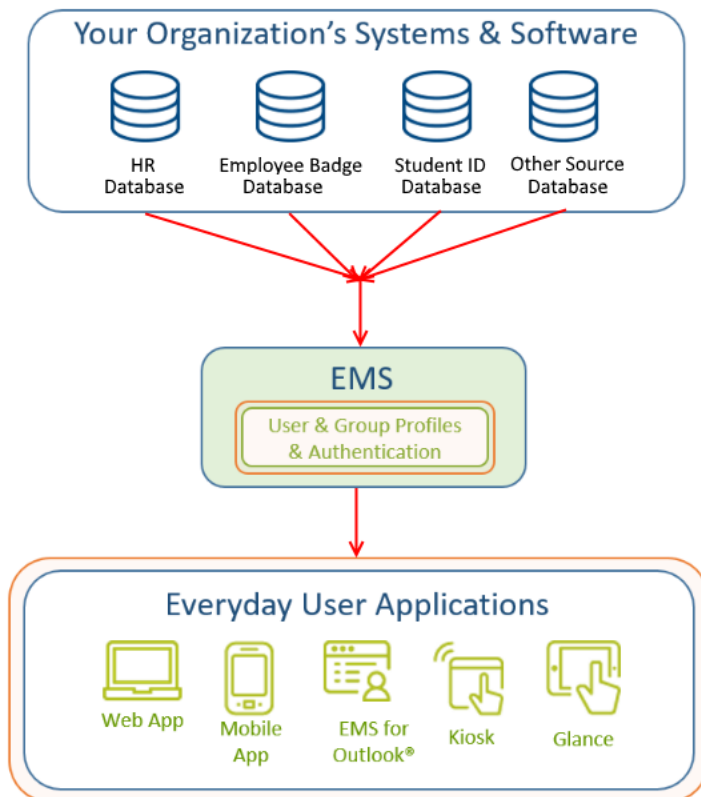 Your Organization's Systems & Software
HR
Database
Employee Badge
Database
Student ID
Database
Other Source
Database
EMS
User & Group Profiles
& Authentication
Everyday User Applications
Web App
Mobile
App
EMS for
Outlook®
Kiosk
Glance